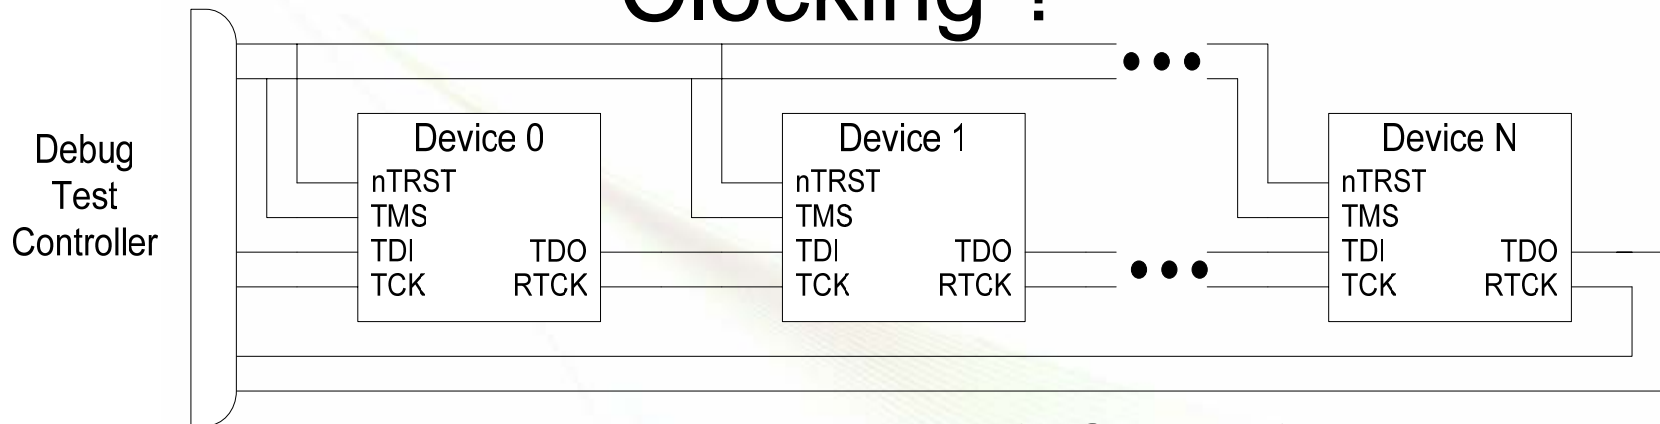 Clocking ?
Debug
Test
Controller
Device 0
nTRST
TMS
TDI TDO
TCK RTCK
Device 1
nTRST
TMS
TDI TDO
TCK RTCK
Device N
nTRST
TMS
TDI TDO
TCK RTCK